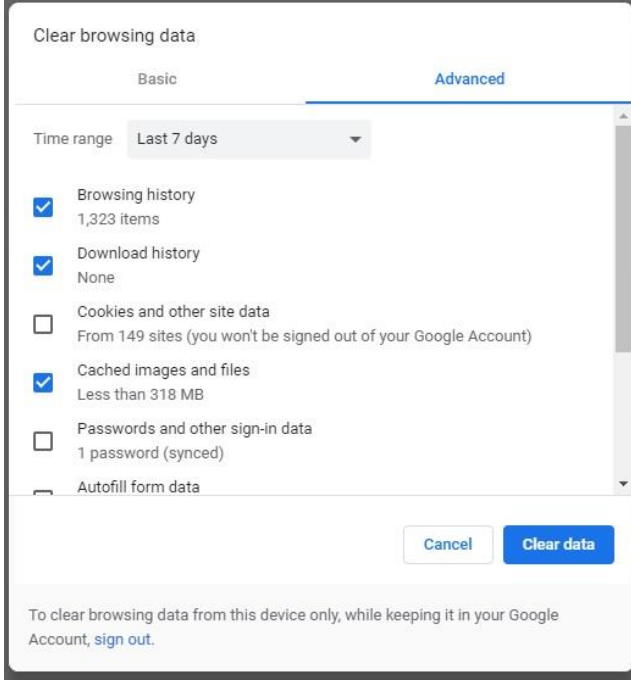 Clear browsing data
Basic
Advanced
Time range
Last 7 days
Browsing history
1,323 items
Download history
None
Cookies and other site data
From 149 sites (you won't be signed out of your Google Account)
Cached images and files
Less than 318 MB
Passwords and other sign-in data
1 password (synced)
Autofill form data
Cancel
Clear data
To clear browsing data from this device only, while keeping it in your Google
Account, sign out.